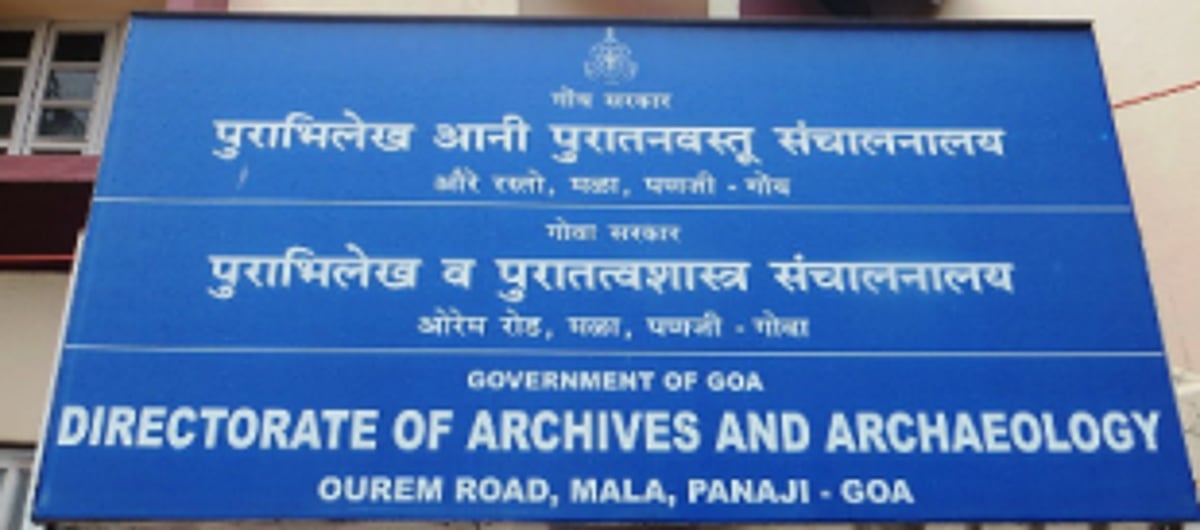 गोंय सरकार
पुराभिलेख आनी पुरातनवस्तू संचालनालय
औरे रस्तो, मळा, पणजी - गोंय
गोवा सरकार
पुराभिलेख व पुरातत्वशास्त्र संचालनालय
ओरेम रोड, मळा, पणजी - गोवा
GOVERNMENT OF GOA
DIRECTORATE OF ARCHIVES AND ARCHAEOLOGY
OUREM ROAD, MALA, PANAJI - GOA